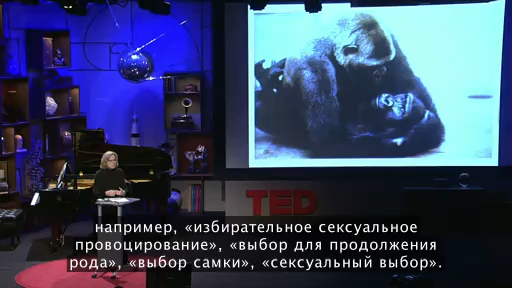 TED
например, «избирательное сексуальное
провоцирование», «выбор для продолжения
рода», «выбор самки», «сексуальный выбор».